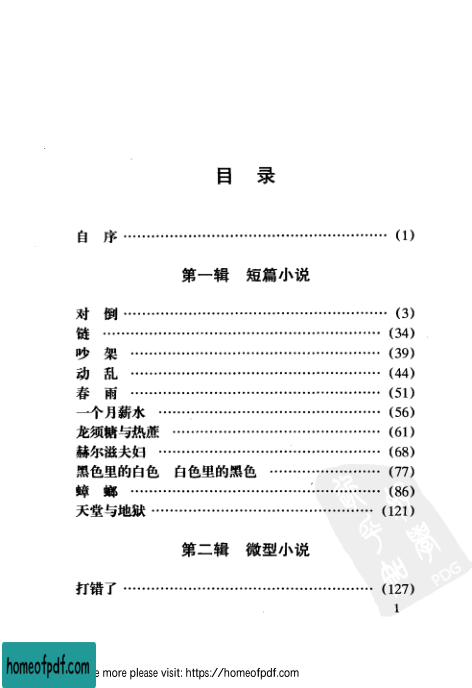 目 录
自 序 ………………………………………………… (1)
第一辑 短篇小说
对 倒 ………………………………………………… (3)
链 ………………………………………………… (34)
吵 架 ………………………………………………… (39)
动 乱 ………………………………………………… (44)
春 雨 ………………………………………………… (51)
一个月薪水 ………………………………………… (56)
龙须糖与热蔗 ……………………………………… (61)
赫尔滋夫妇 ………………………………………… (68)
黑色里的白色 白色里的黑色 …………………… (77)
蟑 螂 ………………………………………………… (86)
天堂与地狱 ………………………………………… (121)
第二辑 微型小说
打错了 ……………………………………………… (127)
1
PDG
homeofpdf.com
e more please visit: https://homeofpdf.com